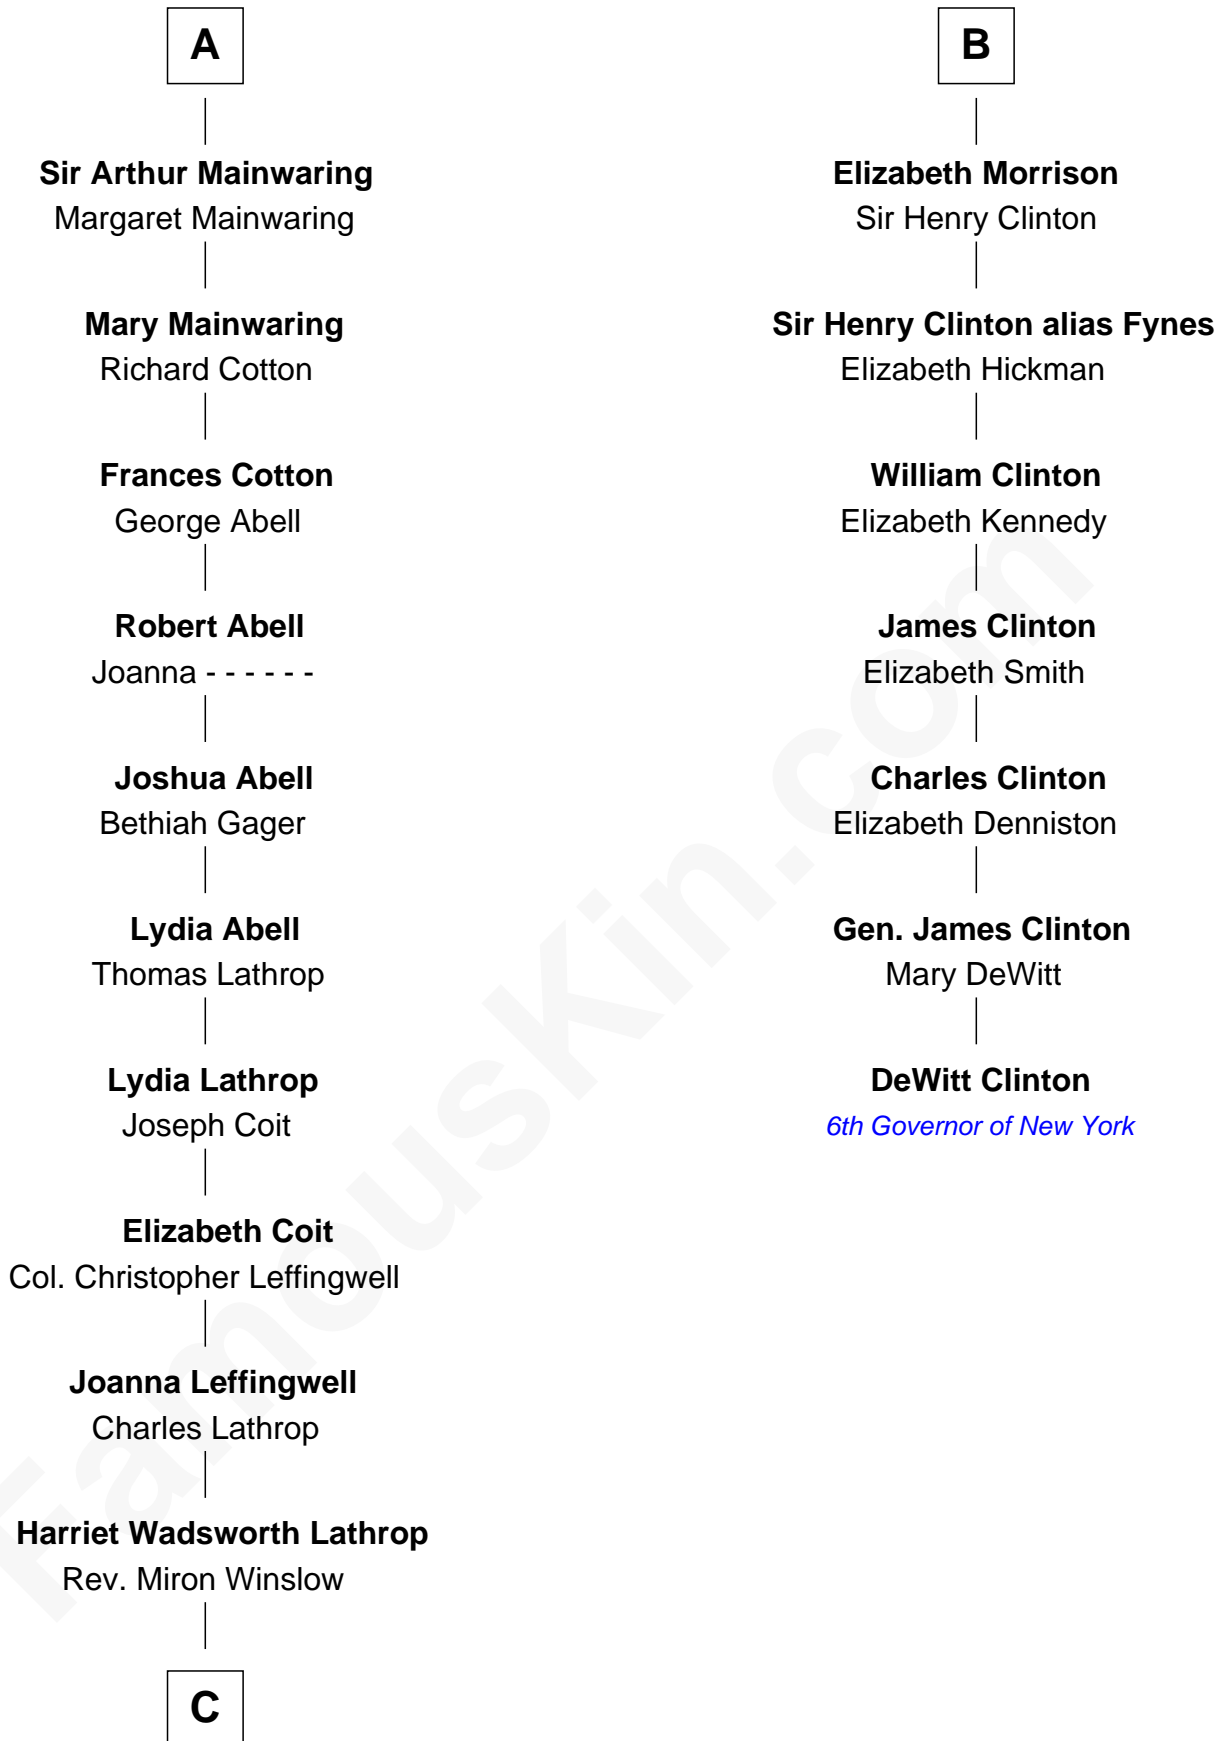 A
Sir Arthur Mainwaring
Margaret Mainwaring
Mary Mainwaring
Richard Cotton
Frances Cotton
George Abell
Robert Abell
Joanna - - - - - -
Joshua Abell
Bethiah Gager
Lydia Abell
Thomas Lathrop
Lydia Lathrop
Joseph Coit
Elizabeth Coit
Col. Christopher Leffingwell
Joanna Leffingwell
Charles Lathrop
Harriet Wadsworth Lathrop
Rev. Miron Winslow
C
B
Elizabeth Morrison
Sir Henry Clinton
Sir Henry Clinton alias Fynes
Elizabeth Hickman
William Clinton
Elizabeth Kennedy
James Clinton
Elizabeth Smith
Charles Clinton
Elizabeth Denniston
Gen. James Clinton
Mary DeWitt
DeWitt Clinton
6th Governor of New York
FamousKin.com